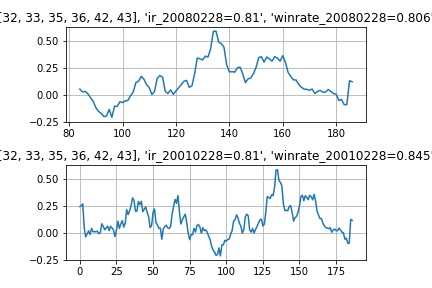 [32, 33, 35, 36, 42, 43], 'ir_20080228=0.81', 'winrate_20080228=0.806'
0.50
0.25
0.00
−0.25
80 100 120 140 160 180
[32, 33, 35, 36, 42, 43], 'ir_20010228=0.81', 'winrate_20010228=0.845'
0.50
0.25
0.00
−0.25
0 25 50 75 100 125 150 175